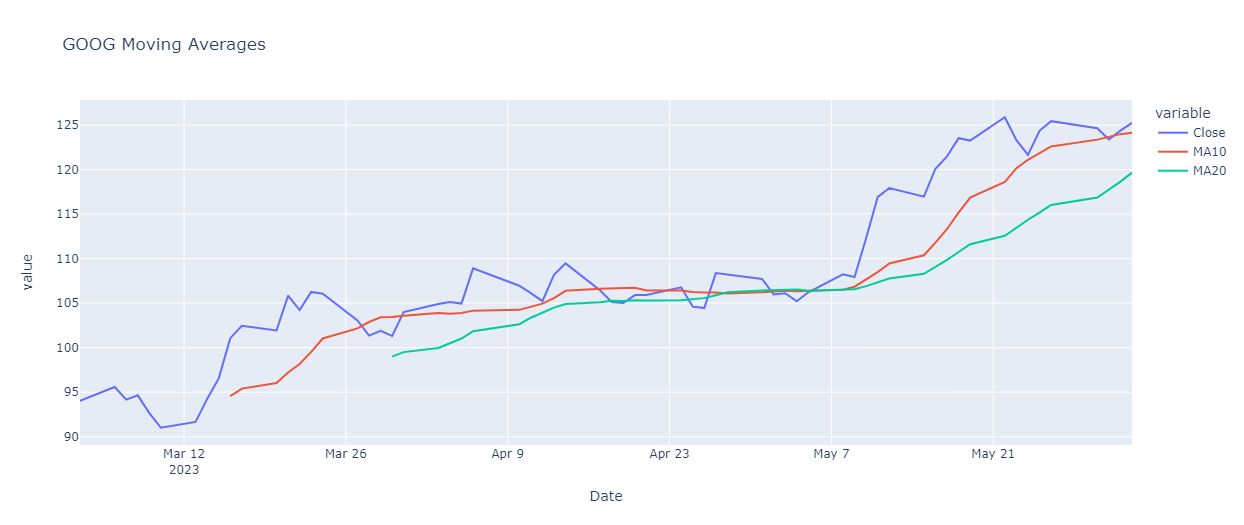 GOOG Moving Averages
variable
Close
MA10
MA20
value
125
120
115
110
105
100
95
90
Mar 12
2023
Mar 26
Apr 9
Apr 23
May 7
May 21
Date